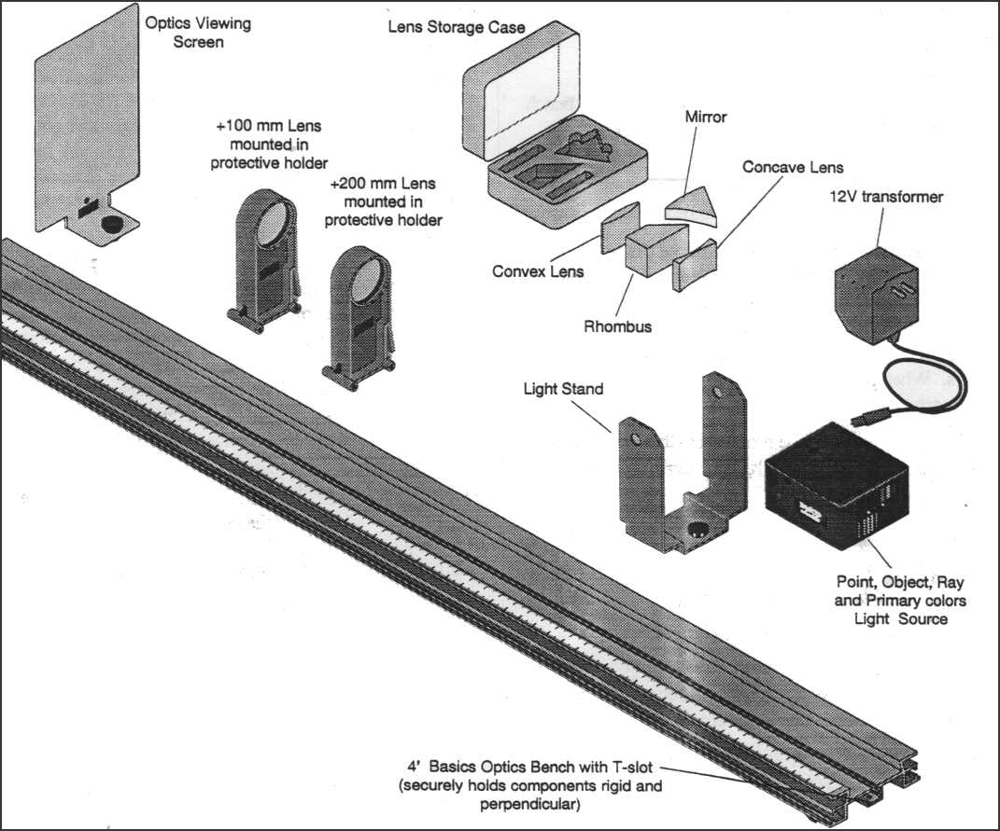 Optics Viewing
Screen
Lens Storage Case
+100 mm Lens
mounted in
protective holder
+200 mm Lens
mounted in
protective holder
Mirror
Concave Lens
12V transformer
Convex Lens
Rhombus
Light Stand
Point, Object, Ray
and Primary colors
Light Source
4' Basics Optics Bench with T-slot
(securely holds components rigid and
perpendicular)